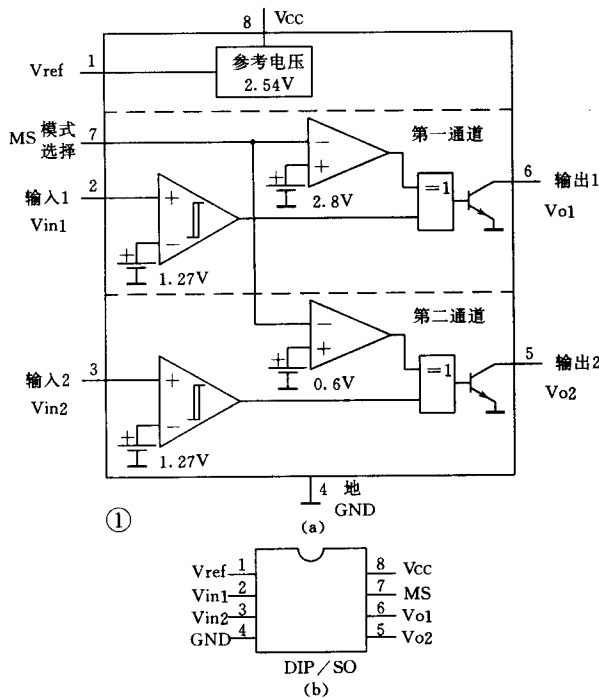 8 Vcc
参考电压
2.54V
Vref 1
MS 模式
选择 7
第一通道
2.8V
=1
6 输出1
Vo1
输入1 2
Vin1
1.27V
第二通道
0.6V
=1
5 输出2
Vo2
输入2 3
Vin2
1.27V
4 地
GND
①
(a)
Vref 1 8 Vcc
Vin1 2 7 MS
Vin2 3 6 Vo1
GND 4 5 Vo2
DIP/SO
(b)